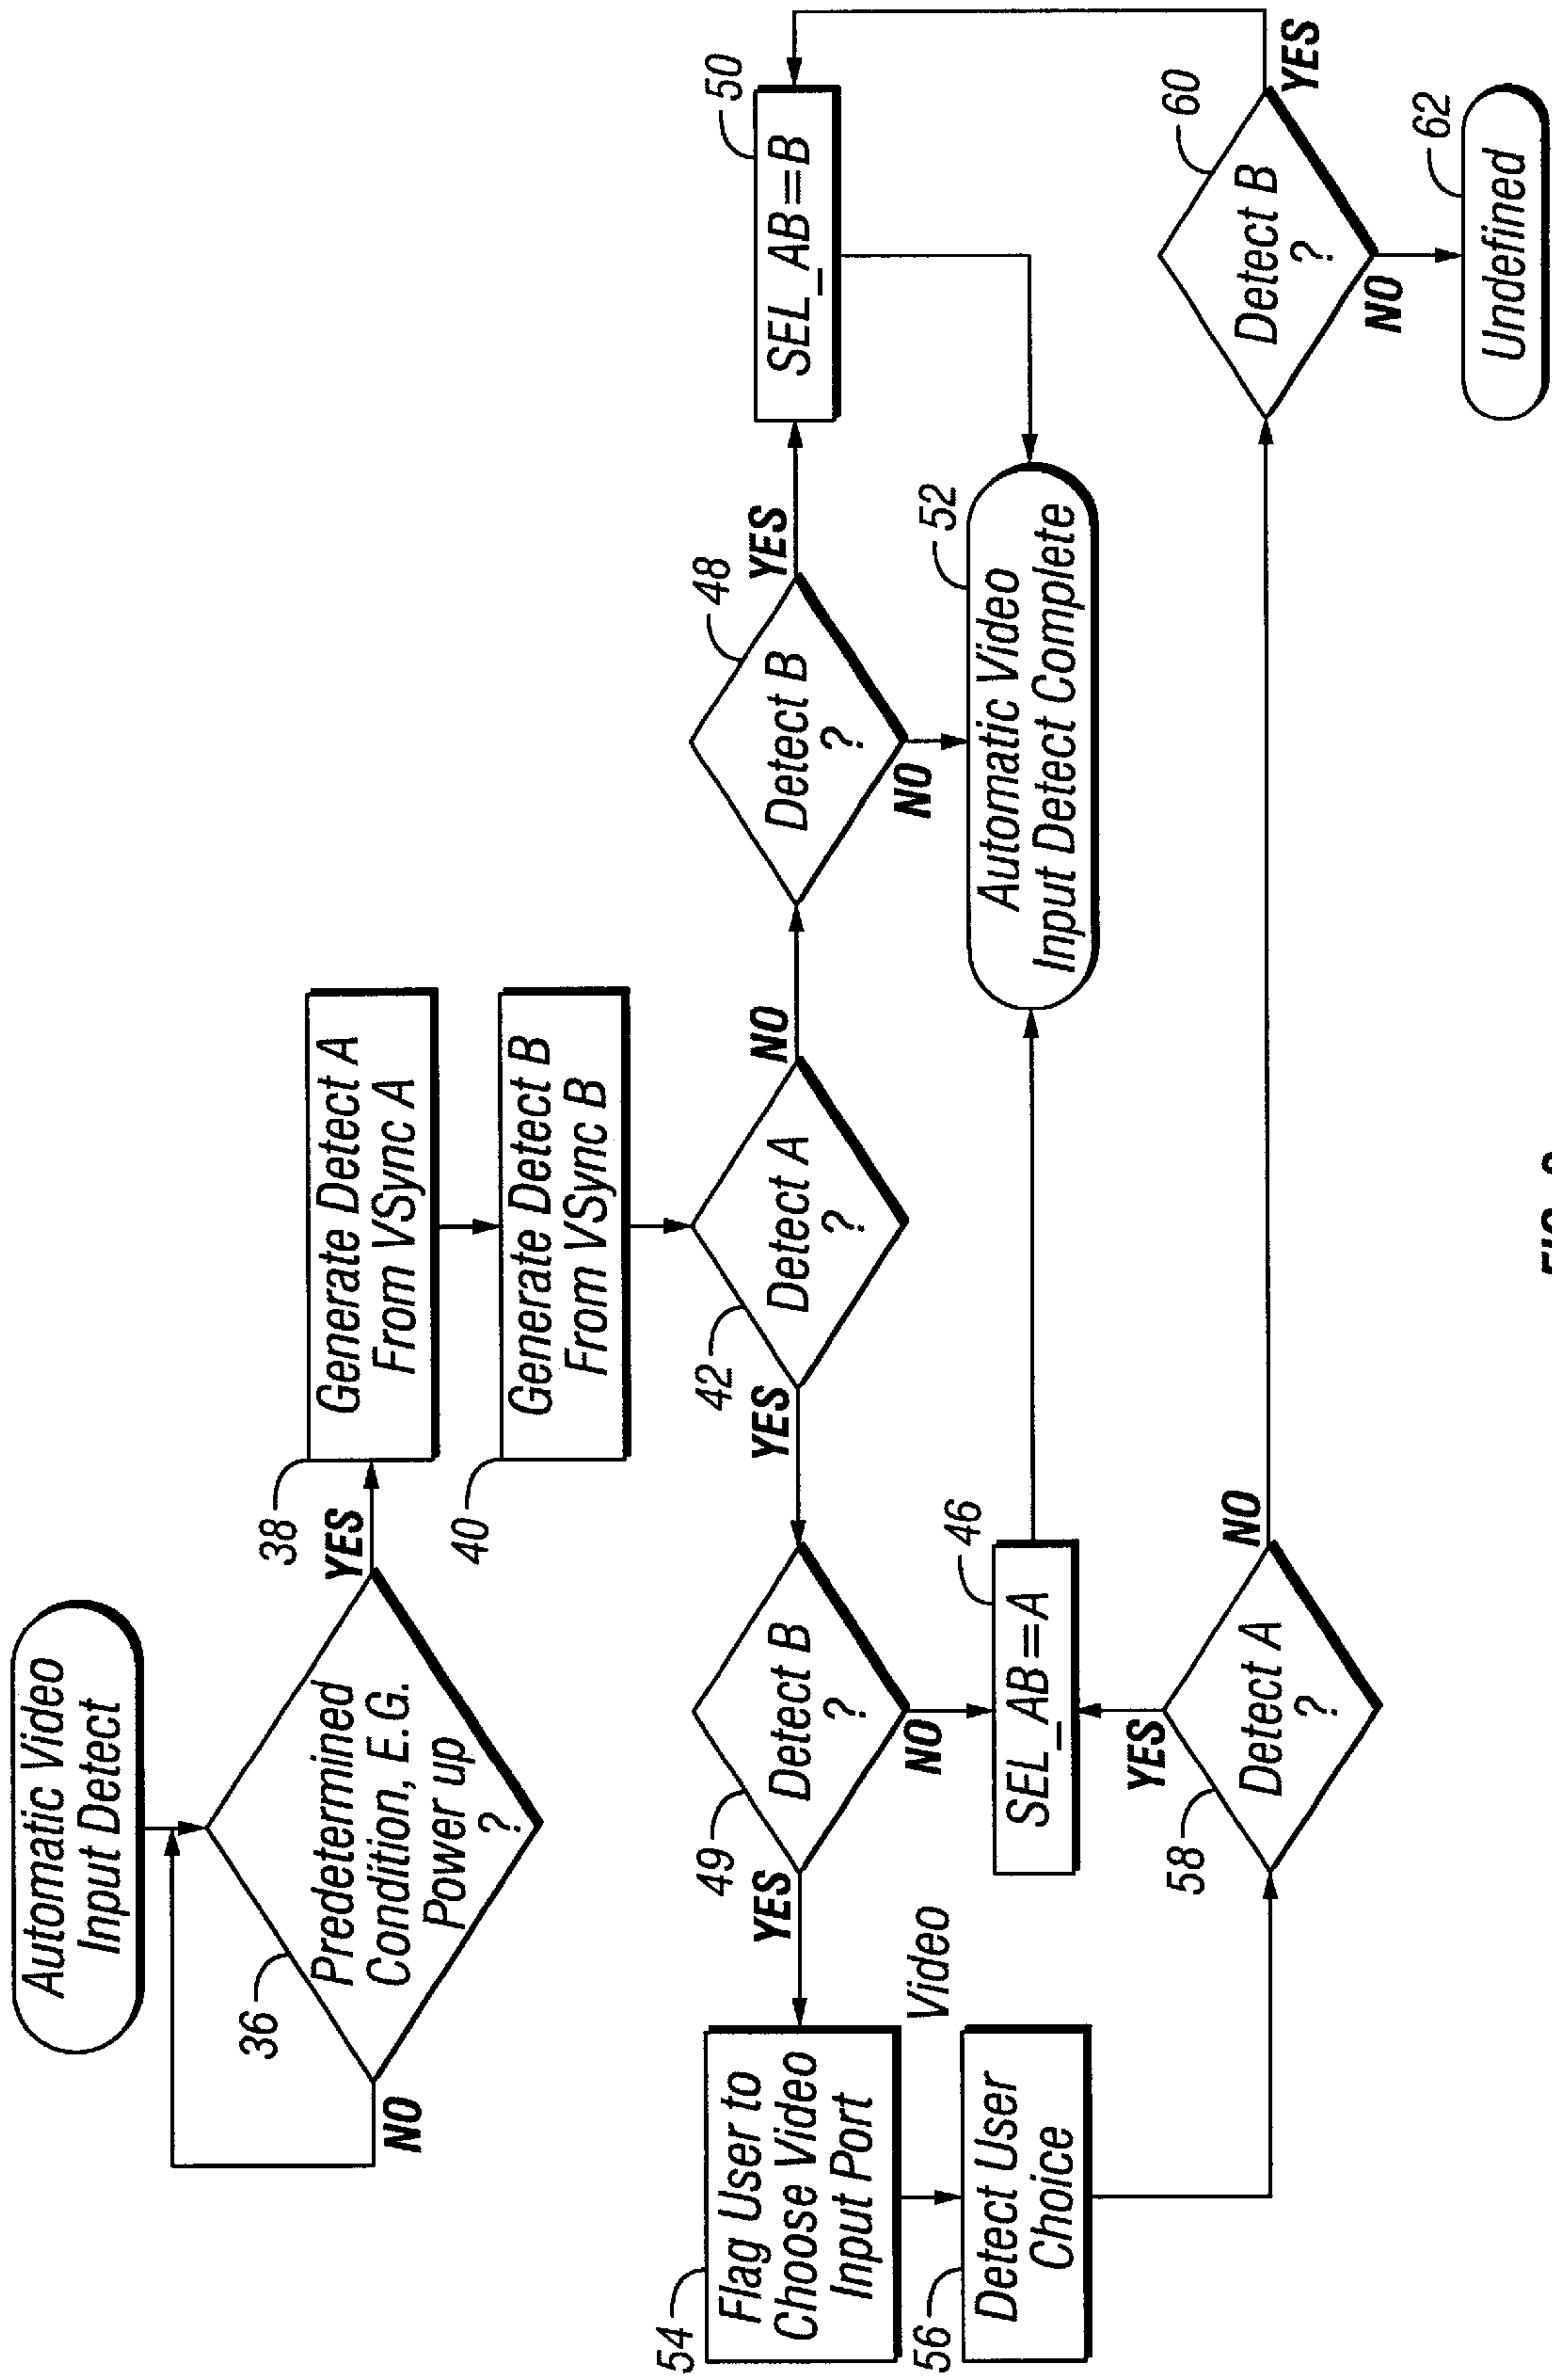 Automatic Video
Input Detect
36
Predetermined
Condition, E.G.
Power up
?
NO
YES
38
Generate Detect A
From VSync A
40
Generate Detect B
From VSync B
42
Detect A
?
YES
NO
49
Detect B
?
YES
NO
48
Detect B
?
YES
NO
50
SEL_AB=B
54
Flag User to
Choose Video
Input Port
Video
46
SEL_AB=A
52
Automatic Video
Input Detect Complete
56
Detect User
Choice
58
Detect A
?
YES
NO
60
Detect B
?
YES
NO
62
Undefined